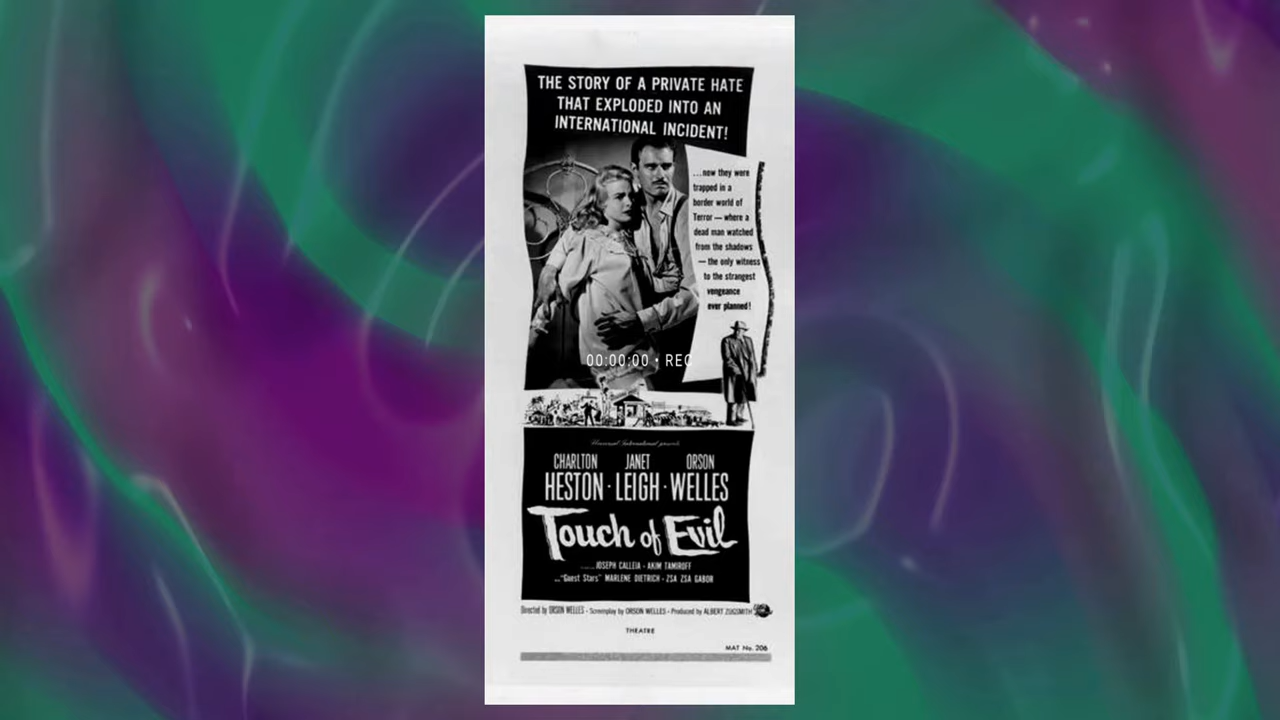 THE STORY OF A PRIVATE HATE
THAT EXPLODED INTO AN
INTERNATIONAL INCIDENT!
...now they were
trapped in a
border world of
Terror — where a
dead man watched
from the shadows
— the only witness
to the strangest
vengeance
ever planned!
00:00:00 • REC
Universal International presents
CHARLTON JANET ORSON
HESTON · LEIGH · WELLES
Touch of Evil
.....JOSEPH CALLEIA · AKIM TAMIROFF
..."Guest Stars" MARLENE DIETRICH · ZSA ZSA GABOR
Directed by ORSON WELLES · Screenplay by ORSON WELLES · Produced by ALBERT ZUGSMITH
THEATRE
MAT No. 206